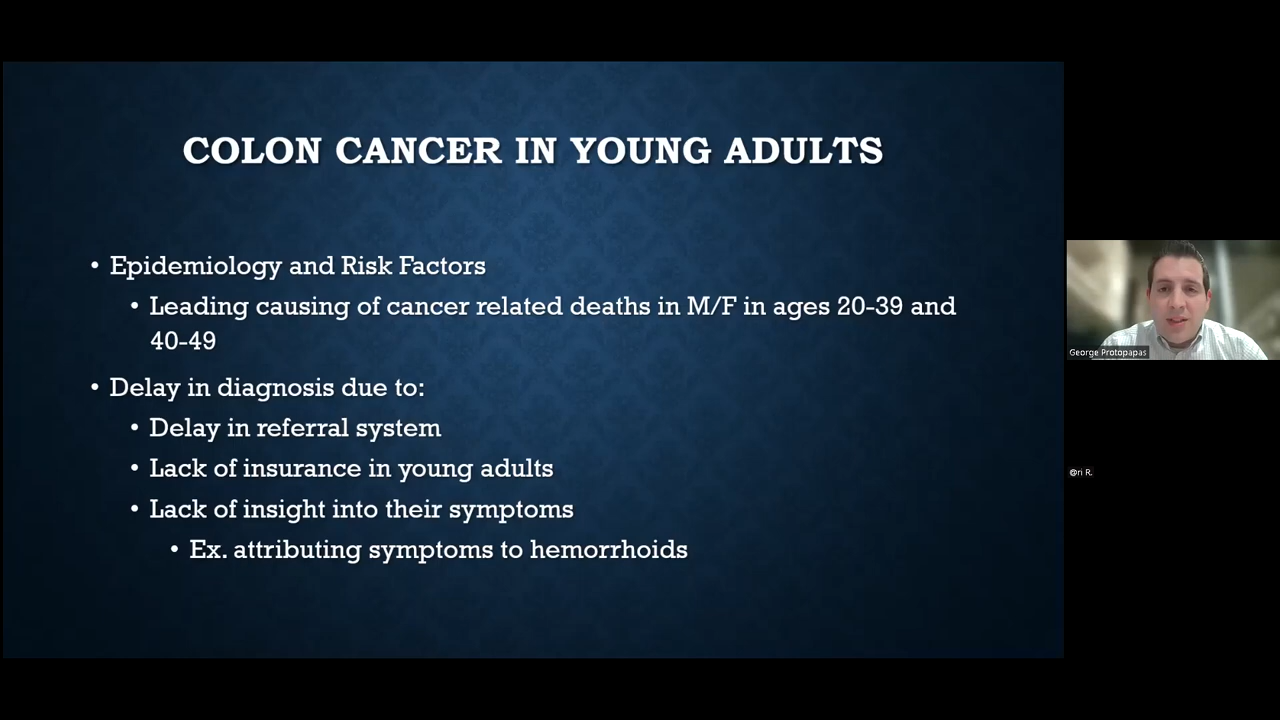 COLON CANCER IN YOUNG ADULTS
• Epidemiology and Risk Factors
• Leading causing of cancer related deaths in M/F in ages 20-39 and
40-49
• Delay in diagnosis due to:
• Delay in referral system
• Lack of insurance in young adults
• Lack of insight into their symptoms
• Ex. attributing symptoms to hemorrhoids
George Protopapas
@ri R.